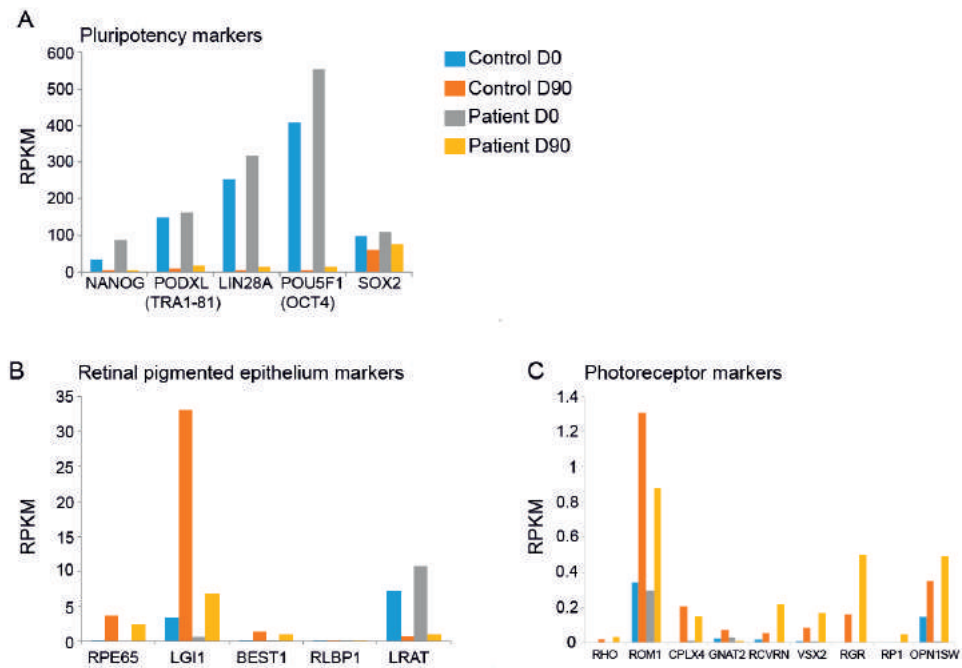 A
Pluripotency markers
600
500
400
300
200
100
0
RPKM
NANOG PODXL LIN28A POU5F1 SOX2
(TRA1-81) (OCT4)
Control D0
Control D90
Patient D0
Patient D90
B
Retinal pigmented epithelium markers
35
30
25
20
15
10
5
0
RPKM
RPE65 LGI1 BEST1 RLBP1 LRAT
C
Photoreceptor markers
1.4
1.2
1
0.8
0.6
0.4
0.2
0
RPKM
RHO ROM1 CPLX4 GNAT2 RCVRN VSX2 RGR RP1 OPN1SW